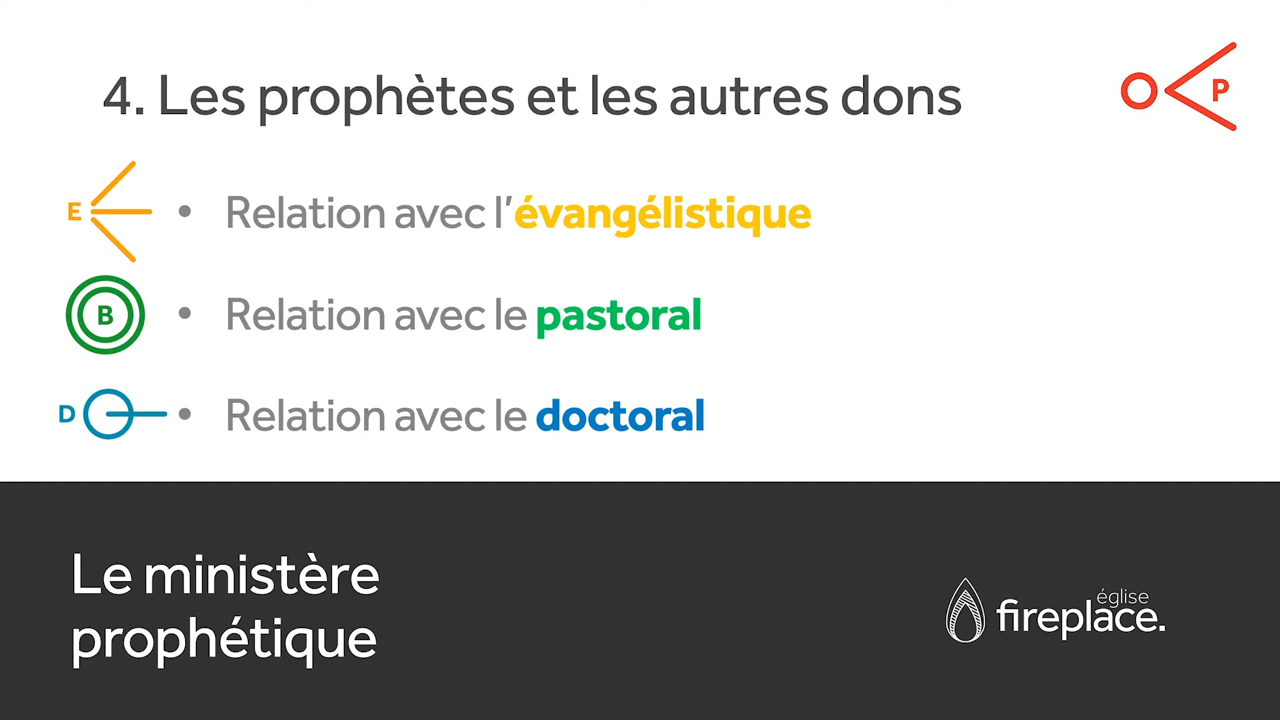 4. Les prophètes et les autres dons
P
E
• Relation avec l’évangélistique
B
• Relation avec le pastoral
D
• Relation avec le doctoral
Le ministère
prophétique
église
fireplace.